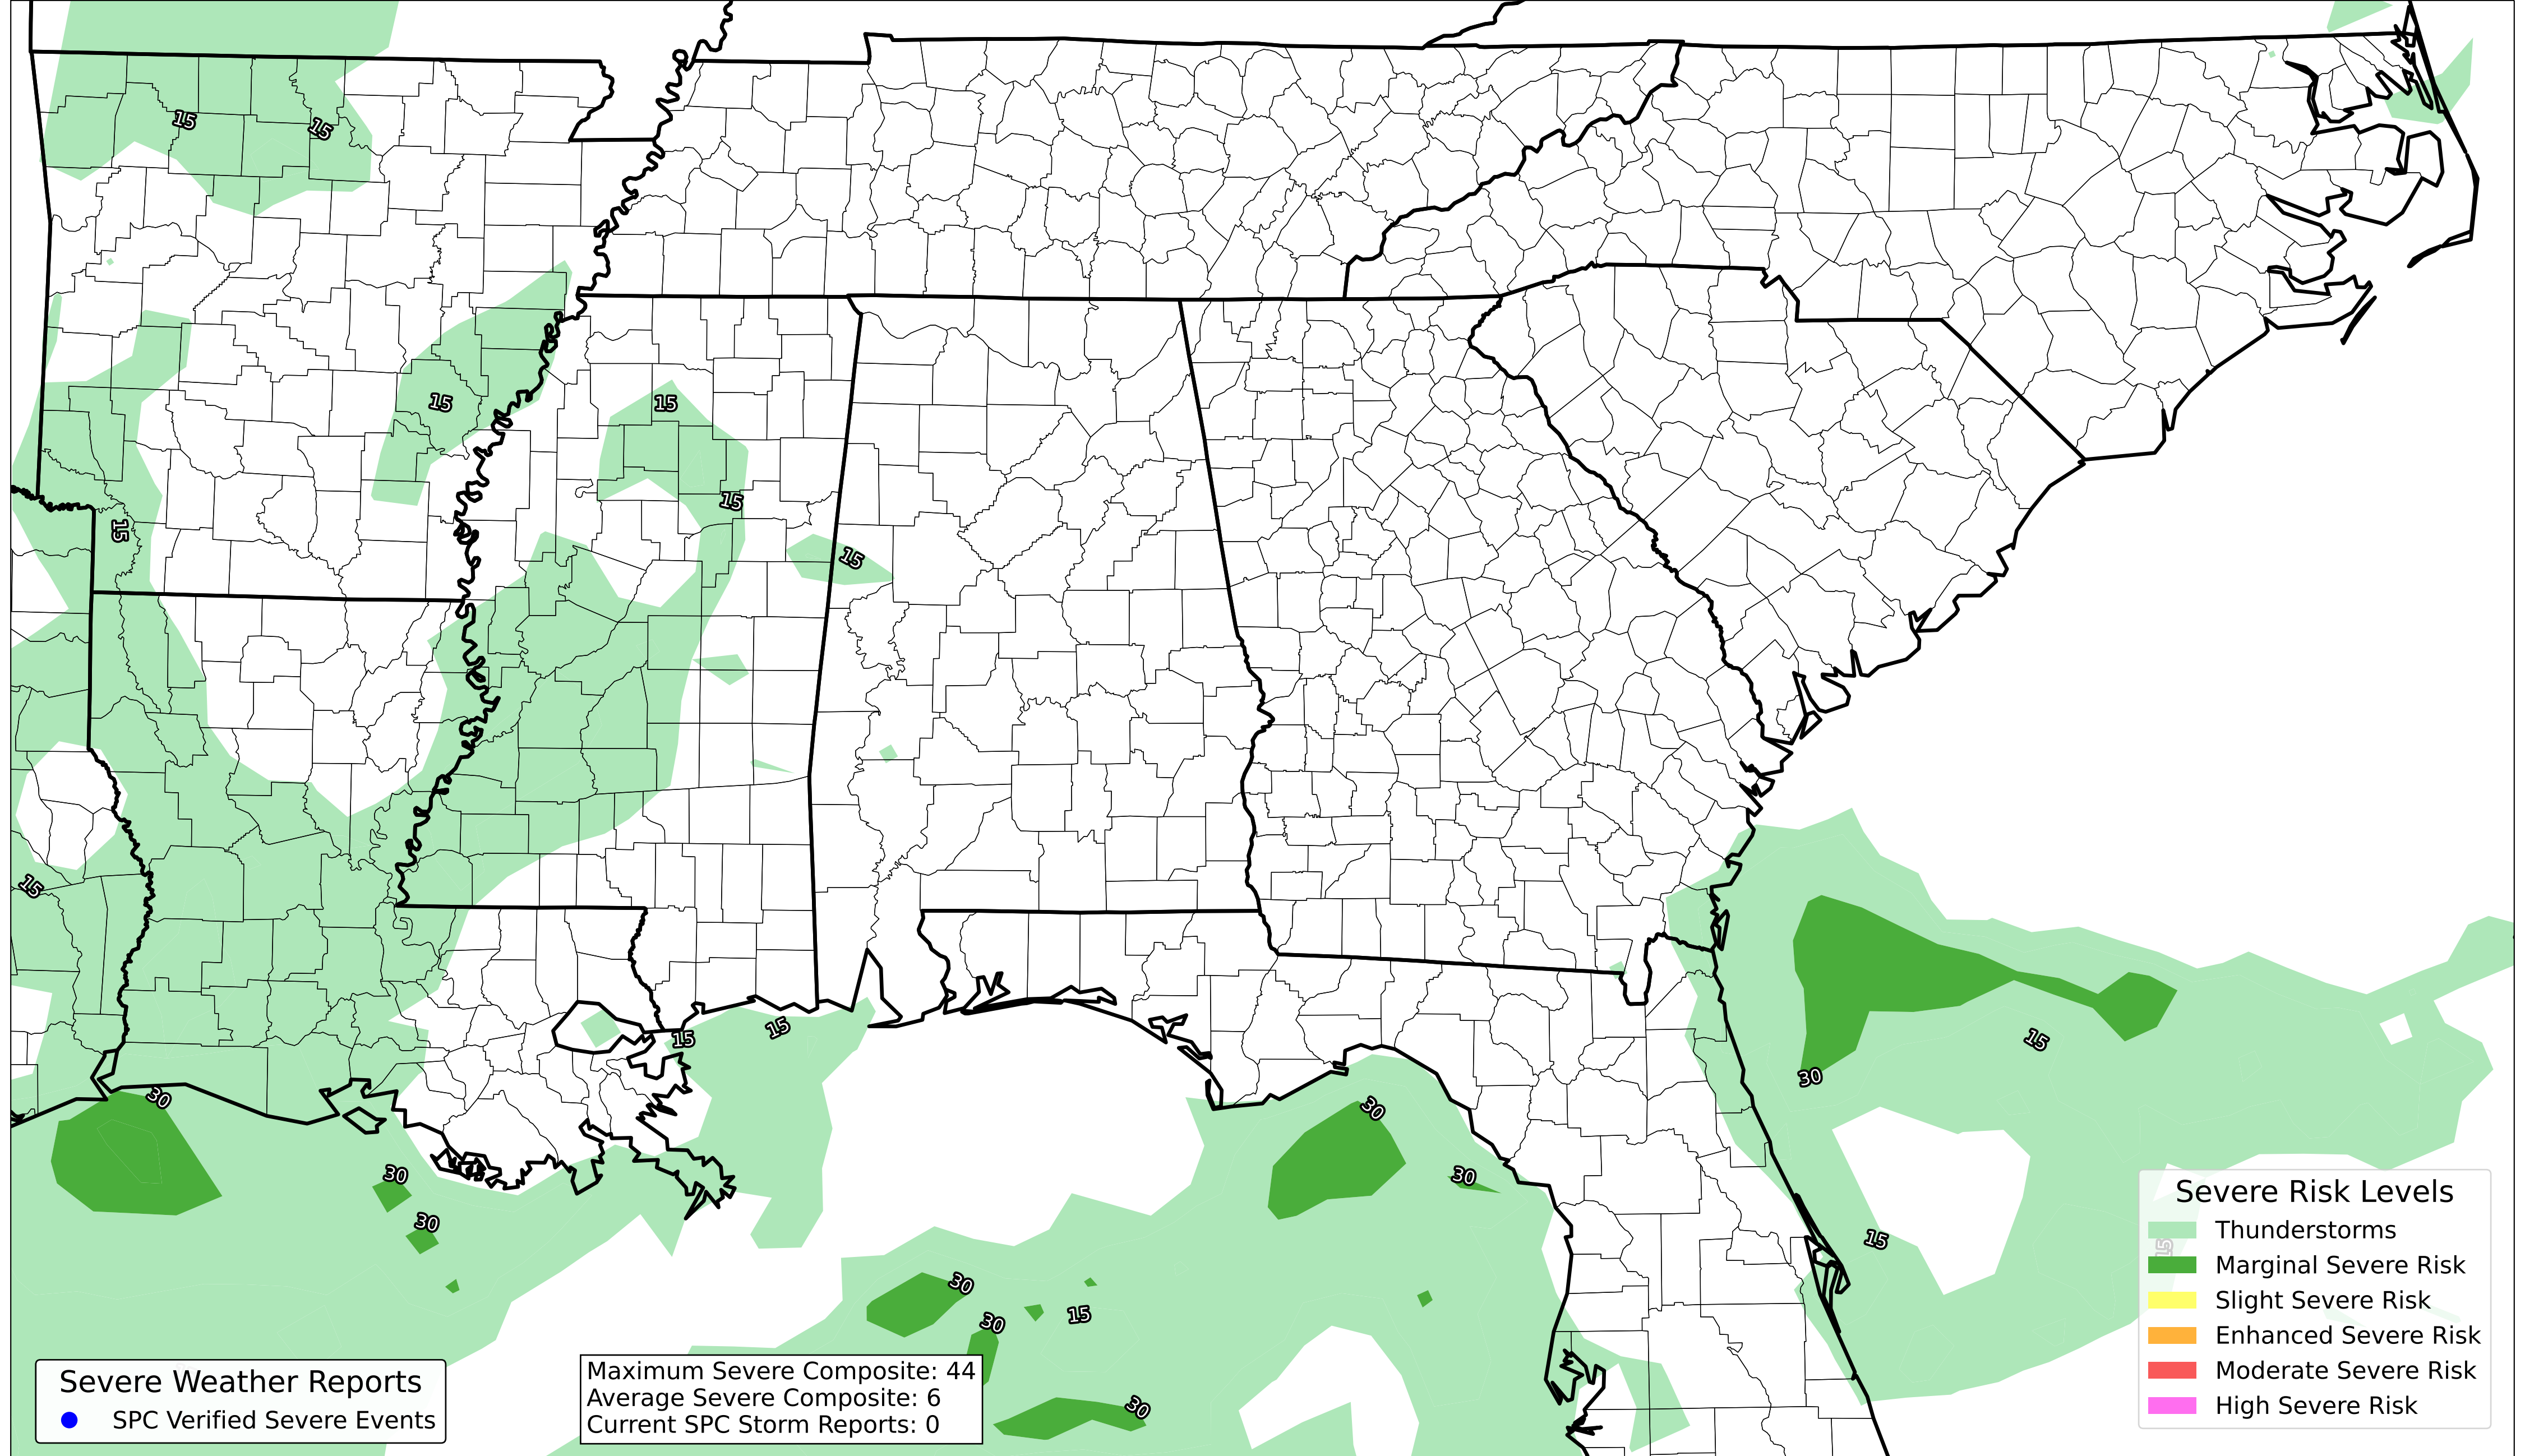 15
15
15
15
15
15
15
15
15
15
30
30
15
30
30
30
30
15
30
30
15
30
15
Severe Risk Levels
Thunderstorms
Marginal Severe Risk
Slight Severe Risk
Enhanced Severe Risk
Moderate Severe Risk
High Severe Risk
Severe Weather Reports
SPC Verified Severe Events
Maximum Severe Composite: 44
Average Severe Composite: 6
Current SPC Storm Reports: 0